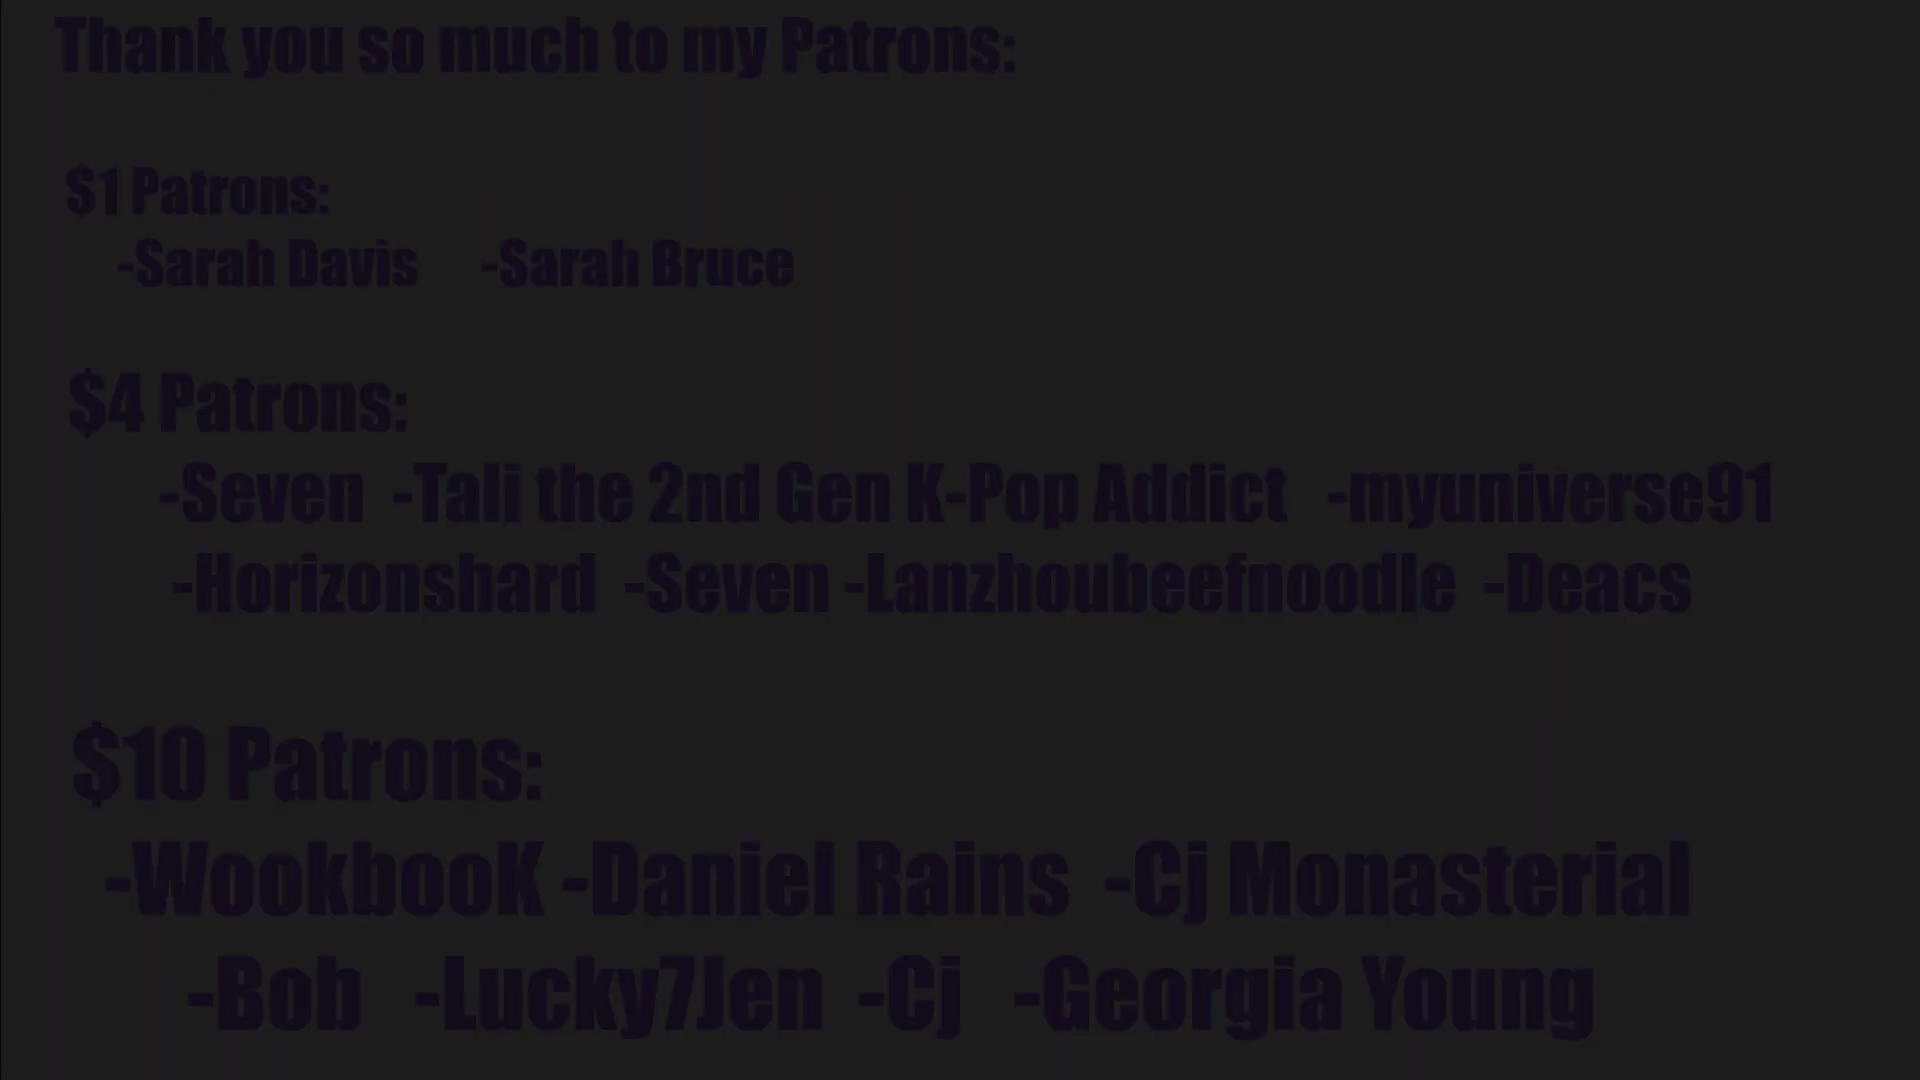 Thank you so much to my Patrons:
$1 Patrons:
-Sarah Davis -Sarah Bruce
$4 Patrons:
-Seven -Tali the 2nd Gen K-Pop Addict -myuniverse91
-Horizonshard -Seven -Lanzhoubeefnoodle -Deacs
$10 Patrons:
-WookbooK -Daniel Rains -Cj Monasterial
-Bob -Lucky7Jen -Cj -Georgia Young